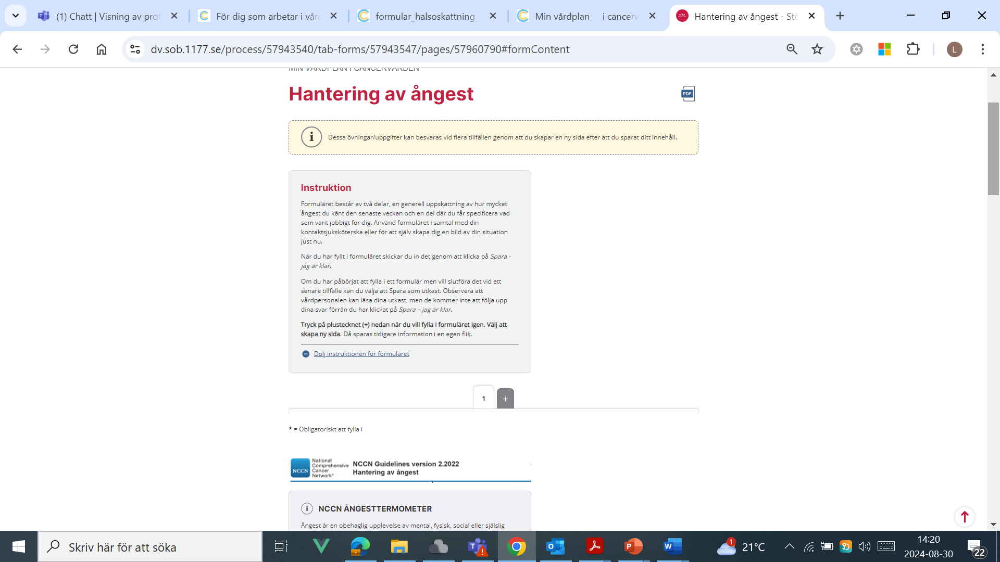 (1) Chatt | Visning av prot
För dig som arbetar i vård
formular_halsoskattning_
Min vårdplan i cancerv
Hantering av ångest - Stö
dv.sob.1177.se/process/57943540/tab-forms/57943547/pages/57960790#formContent
L
MIN VÅRDPLAN I CANCERVÅRDEN
Hantering av ångest
PDF
Dessa övningar/uppgifter kan besvaras vid flera tillfällen genom att du skapar en ny sida efter att du sparat ditt innehåll.
Instruktion
Formuläret består av två delar, en generell uppskattning av hur mycket
ångest du känt den senaste veckan och en del där du får specificera vad
som varit jobbigt för dig. Använd formuläret i samtal med din
kontaktsjuksköterska eller för att själv skapa dig en bild av din situation
just nu.
När du har fyllt i formuläret skickar du in det genom att klicka på Spara -
jag är klar.
Om du har påbörjat att fylla i ett formulär men vill slutföra det vid ett
senare tillfälle kan du välja att Spara som utkast. Observera att
vårdpersonalen kan läsa dina utkast, men de kommer inte att följa upp
dina svar förrän du har klickat på Spara – jag är klar.
Tryck på plustecknet (+) nedan när du vill fylla i formuläret igen. Välj att
skapa ny sida. Då sparas tidigare information i en egen flik.
Dölj instruktionen för formuläret
1 +
* = Obligatoriskt att fylla i
NCCN
National
Comprehensive
Cancer
Network®
NCCN Guidelines version 2.2022
Hantering av ångest
NCCN ÅNGESTTERMOMETER
Ångest är en obehaglig upplevelse av mental, fysisk, social eller själslig
Skriv här för att söka
1
21°C
14:20
2024-08-30
22